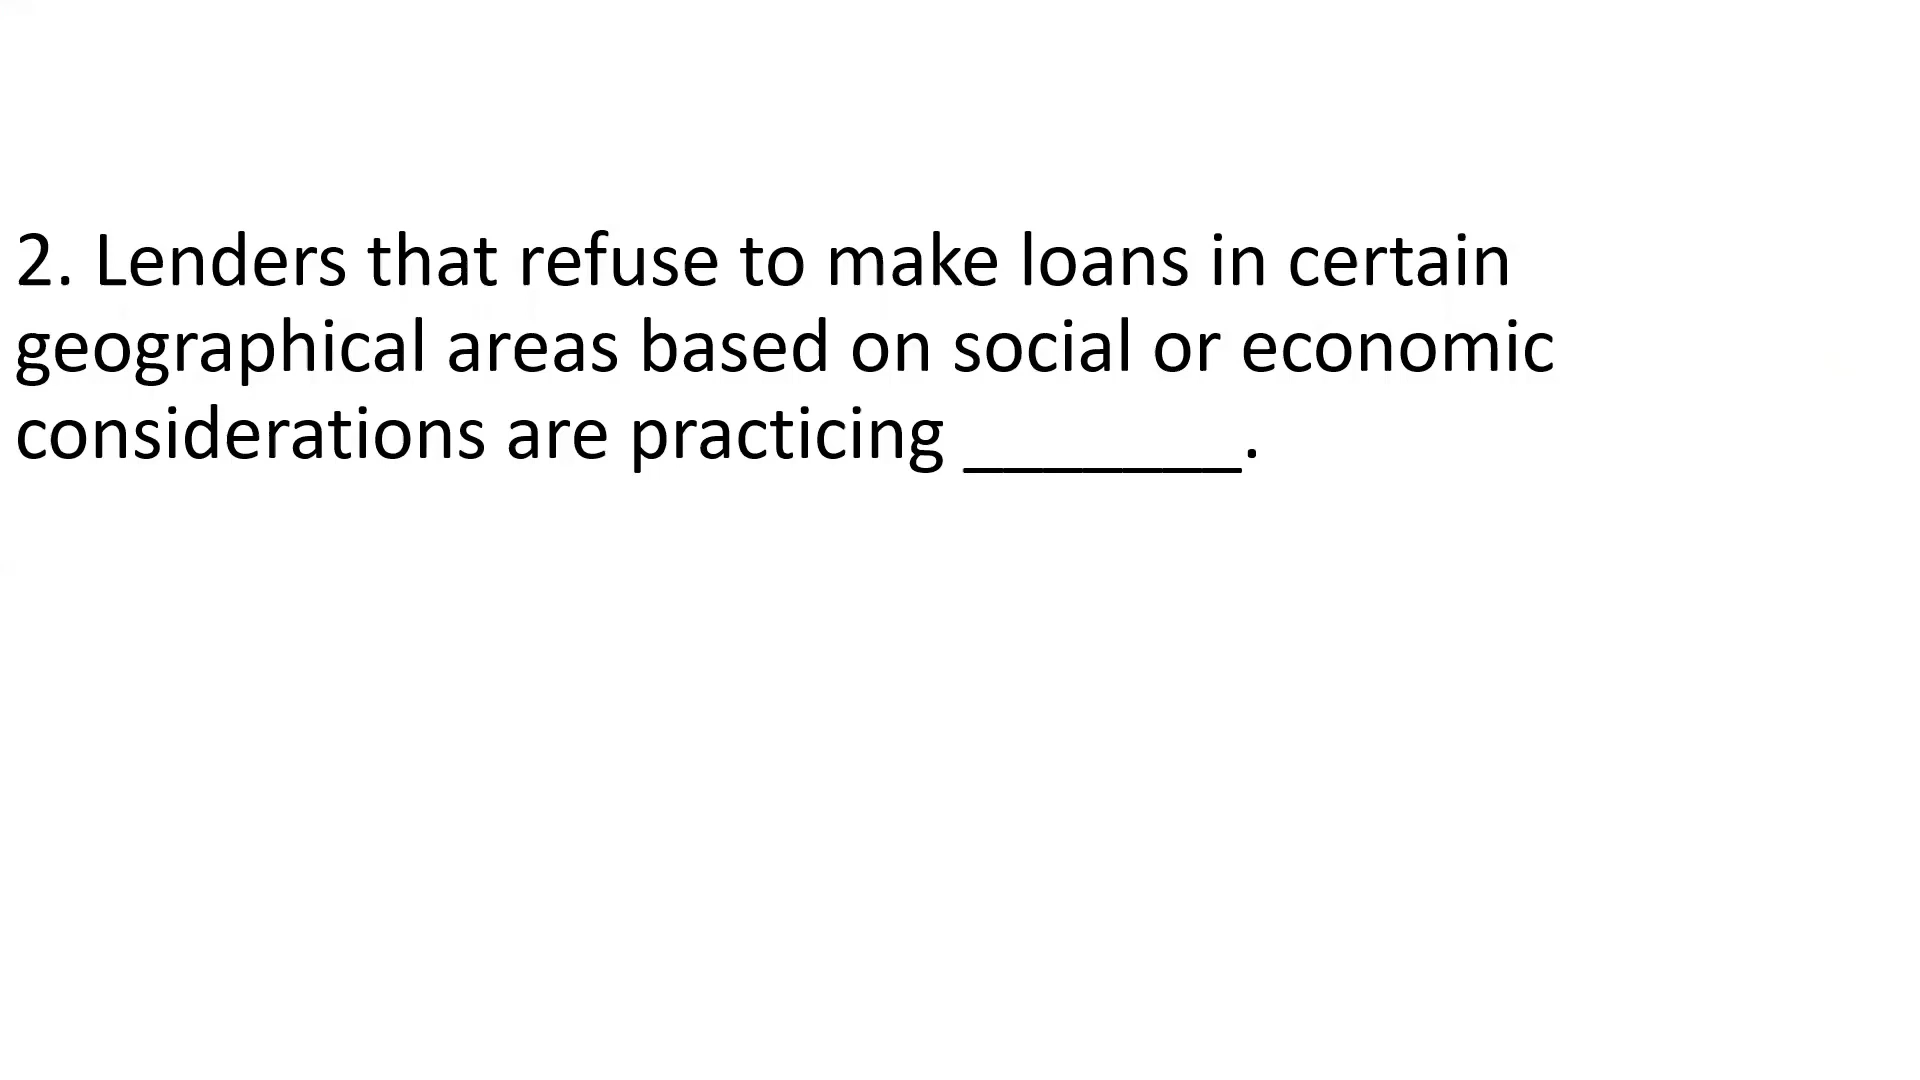 2. Lenders that refuse to make loans in certain
geographical areas based on social or economic
considerations are practicing _______.